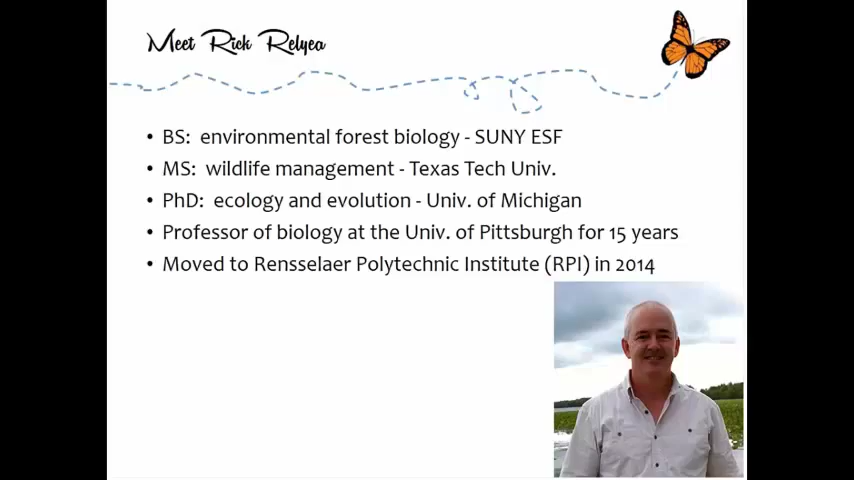 Meet Rick Relyea
• BS: environmental forest biology - SUNY ESF
• MS: wildlife management - Texas Tech Univ.
• PhD: ecology and evolution - Univ. of Michigan
• Professor of biology at the Univ. of Pittsburgh for 15 years
• Moved to Rensselaer Polytechnic Institute (RPI) in 2014